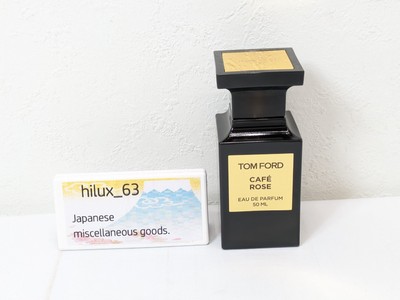 hilux_63
Japanese
miscellaneous goods.
TOM FORD
CAFÉ
ROSE
EAU DE PARFUM
50 ML